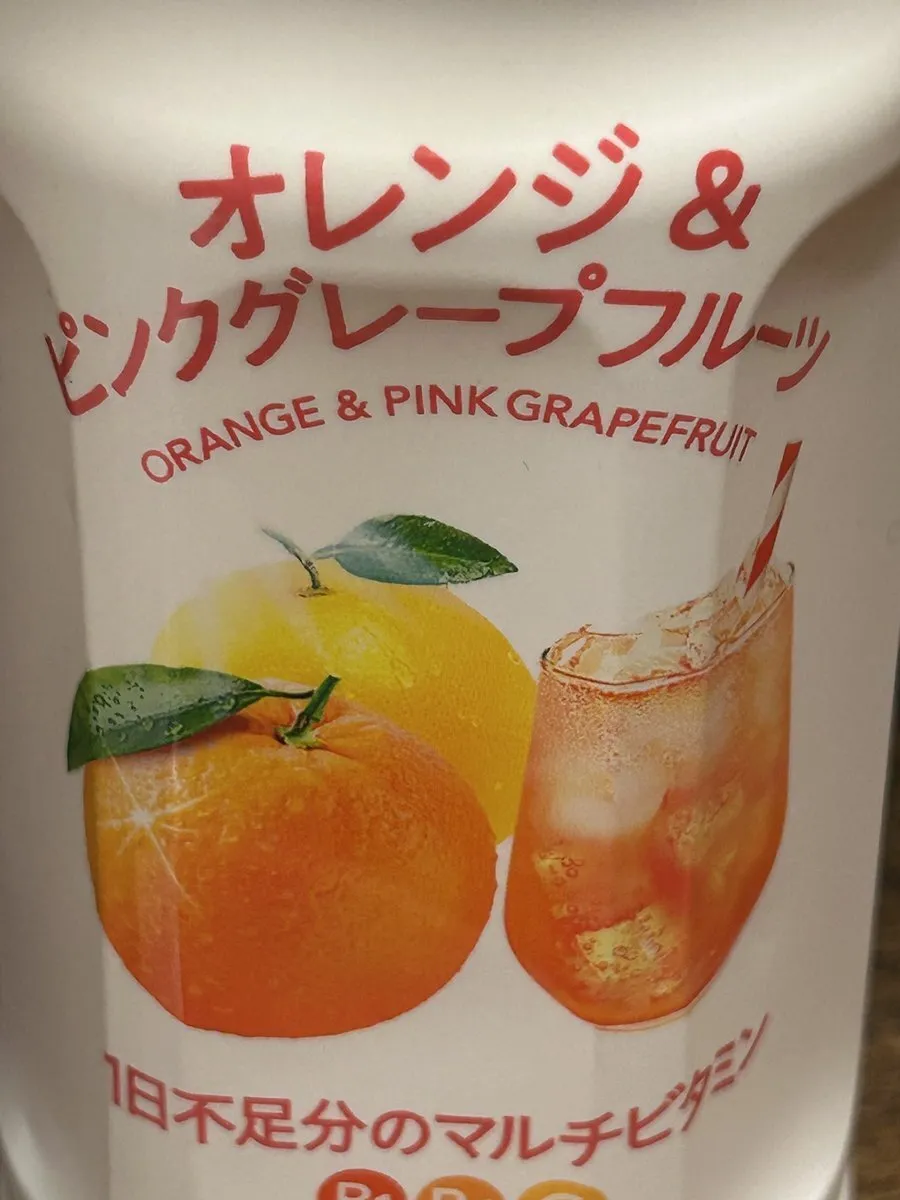 オレンジ &
ピンクグレープフルーツ
ORANGE & PINK GRAPEFRUIT
1日不足分のマルチビタミン